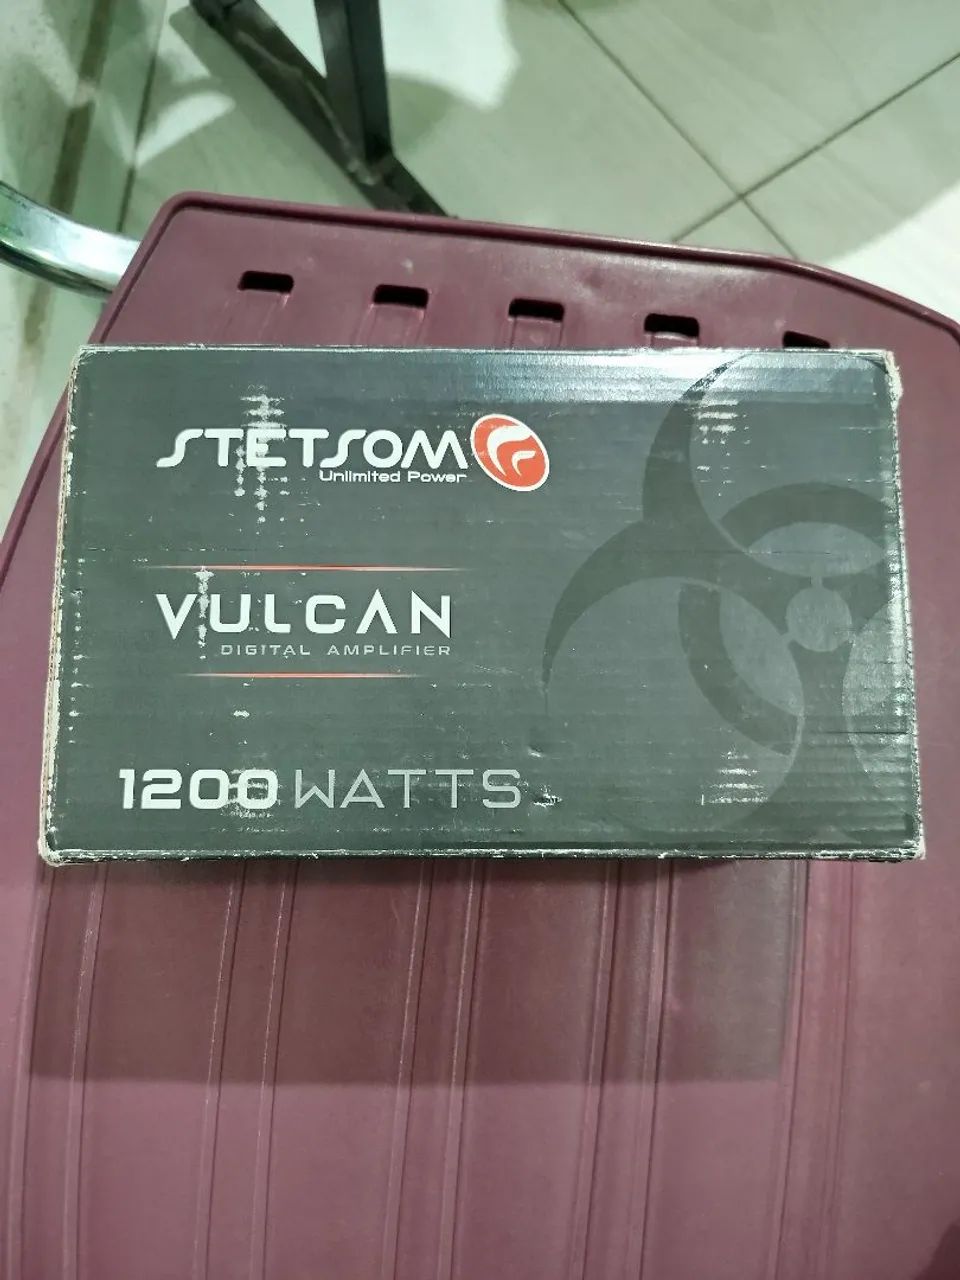 STETSOM
Unlimited Power
VULCAN
DIGITAL AMPLIFIER
1200 WATTS